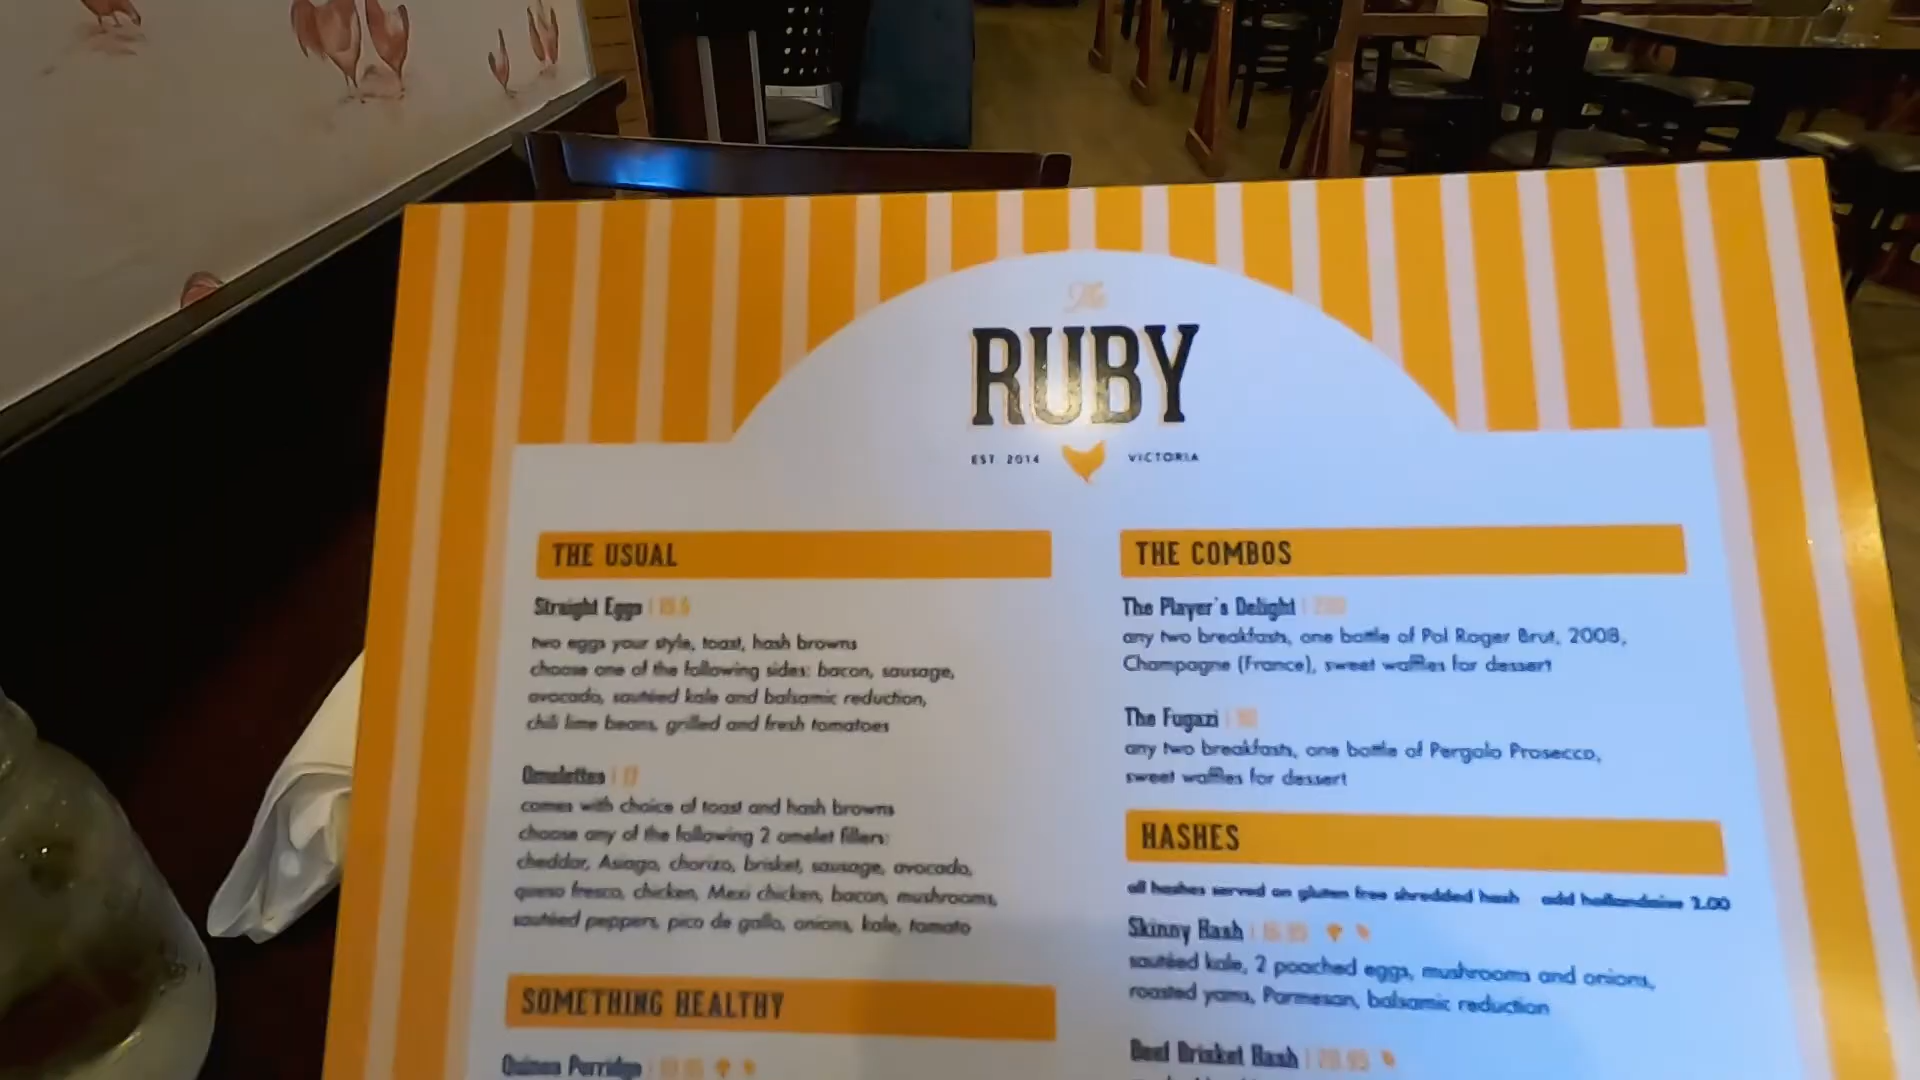 The
RUBY
EST 2014 VICTORIA
THE USUAL
Straight Eggs |
two eggs your style, toast, hash browns
choose one of the following sides: bacon, sausage,
avocado, sautéed kale and balsamic reduction,
chili lime beans, grilled and fresh tomatoes
Omelettes | 17
comes with choice of toast and hash browns
choose any of the following 2 omelet fillers:
cheddar, Asiago, chorizo, brisket, sausage, avocado,
queso fresco, chicken, Mexi chicken, bacon, mushrooms,
sautéed peppers, pico de gallo, onions, kale, tomato
SOMETHING HEALTHY
Quinoa Porridge |
THE COMBOS
The Player's Delight |
any two breakfasts, one bottle of Pol Roger Brut, 2008,
Champagne (France), sweet waffles for dessert
The Fugazi |
any two breakfasts, one bottle of Pergolo Prosecco,
sweet waffles for dessert
HASHES
all hashes served on gluten free shredded hash add hollandaise 2.00
Skinny Hash | 16.95
sautéed kale, 2 poached eggs, mushrooms and onions,
roasted yams, Parmesan, balsamic reduction
Beef Brisket Hash | 20.95